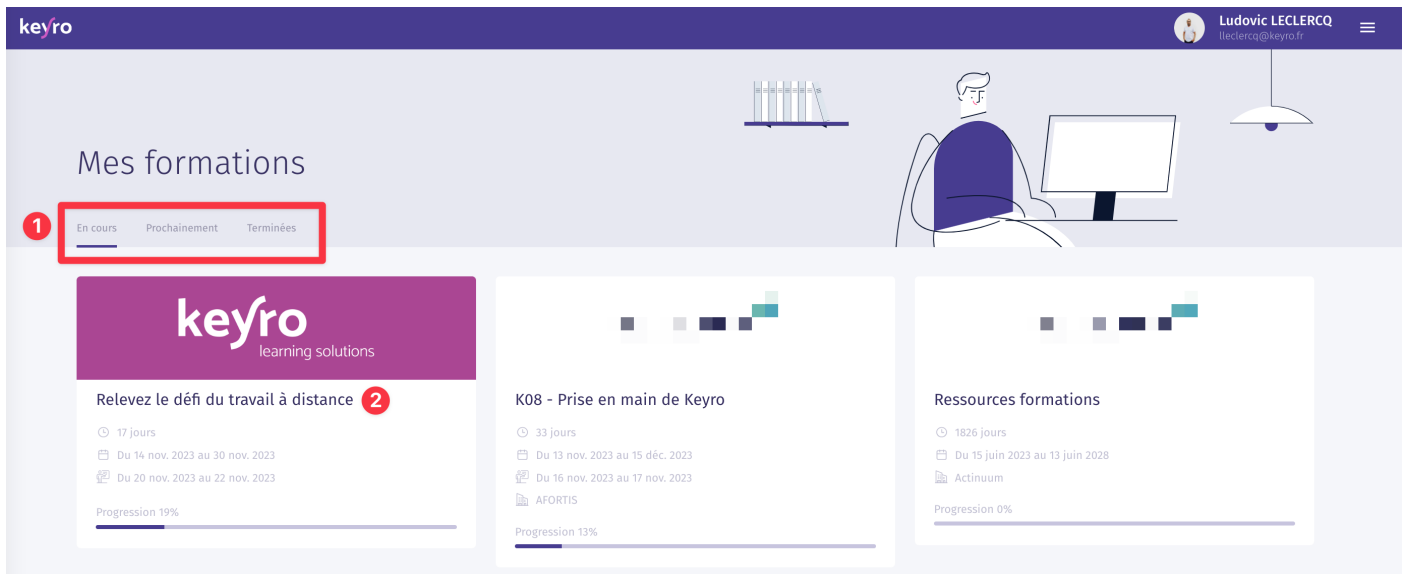 keyro
Ludovic LECLERCQ
lleclercq@keyro.fr
Mes formations
1
En cours Prochainement Terminées
keyro
learning solutions
Relevez le défi du travail à distance 2
17 jours
Du 14 nov. 2023 au 30 nov. 2023
Du 20 nov. 2023 au 22 nov. 2023
Progression 19%
K08 - Prise en main de Keyro
33 jours
Du 13 nov. 2023 au 15 déc. 2023
Du 16 nov. 2023 au 17 nov. 2023
AFORTIS
Progression 13%
Ressources formations
1826 jours
Du 15 juin 2023 au 13 juin 2028
Actinuum
Progression 0%